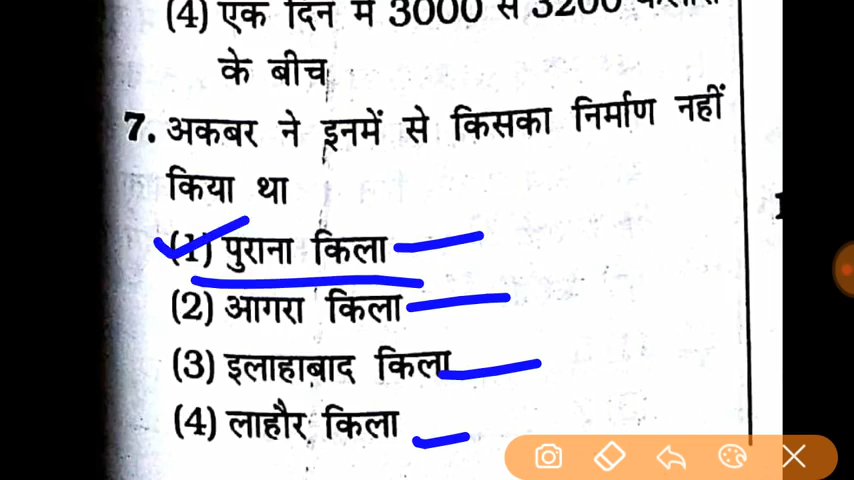 (4) एक दिन में 3000 से 3200
के बीच
7. अकबर ने इनमें से किसका निर्माण नहीं
किया था
(1) पुराना किला
(2) आगरा किला
(3) इलाहाबाद किला
(4) लाहौर किला